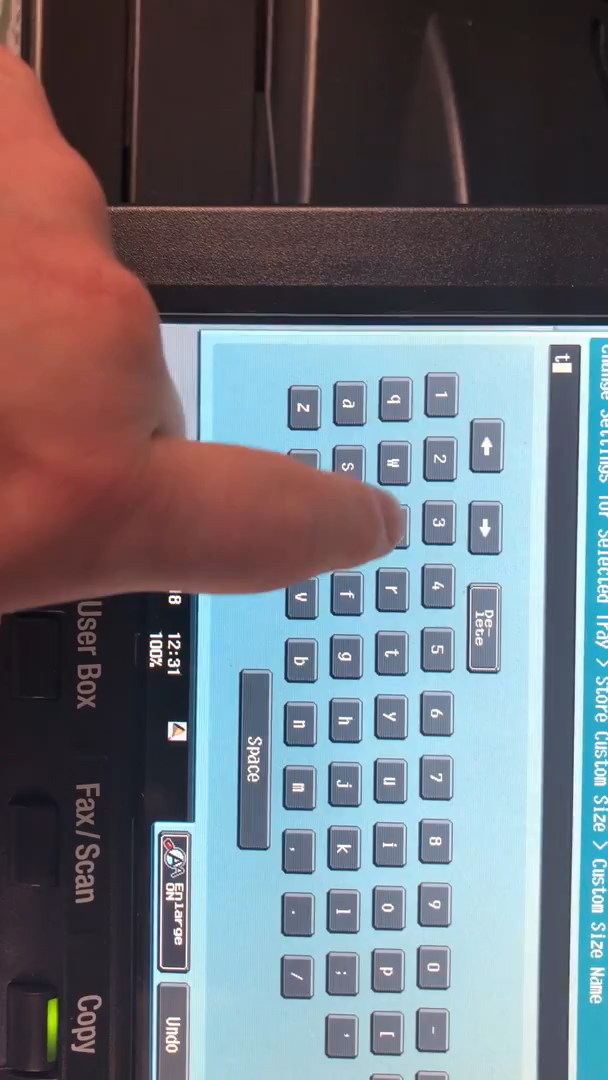 Change Settings for Selected Tray > Store Custom Size > Custom Size Name
t
← → De-lete
1 2 3 4 5 6 7 8 9 0 -
q w r t y u i o p [
a s f g h j k l ; '
z v b n m , . /
Space
Enlarge ON
Undo
18 12:31
100%
User Box
Fax/Scan
Copy